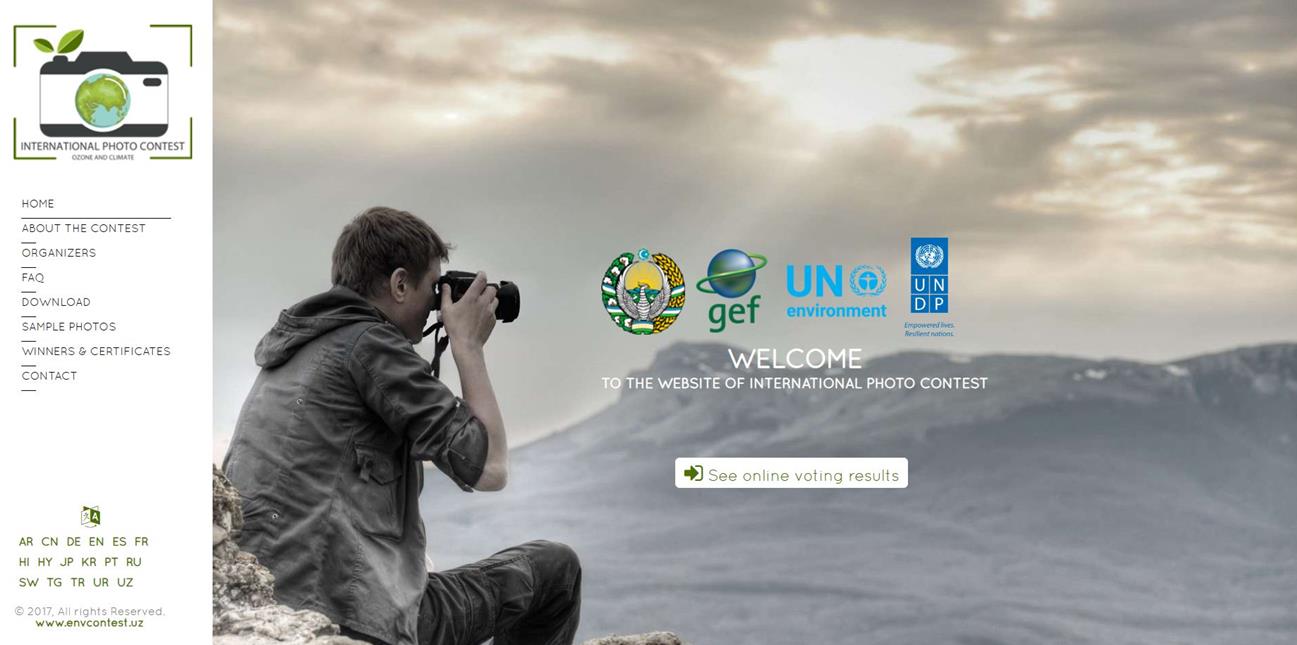 INTERNATIONAL PHOTO CONTEST
OZONE AND CLIMATE
HOME
ABOUT THE CONTEST
ORGANIZERS
FAQ
DOWNLOAD
SAMPLE PHOTOS
WINNERS & CERTIFICATES
CONTACT
AR CN DE EN ES FR
HI HY JP KR PT RU
SW TG TR UR UZ
© 2017, All rights Reserved.
www.envcontest.uz
gef
UN
environment
U N
D P
Empowered lives.
Resilient nations.
WELCOME
TO THE WEBSITE OF INTERNATIONAL PHOTO CONTEST
See online voting results